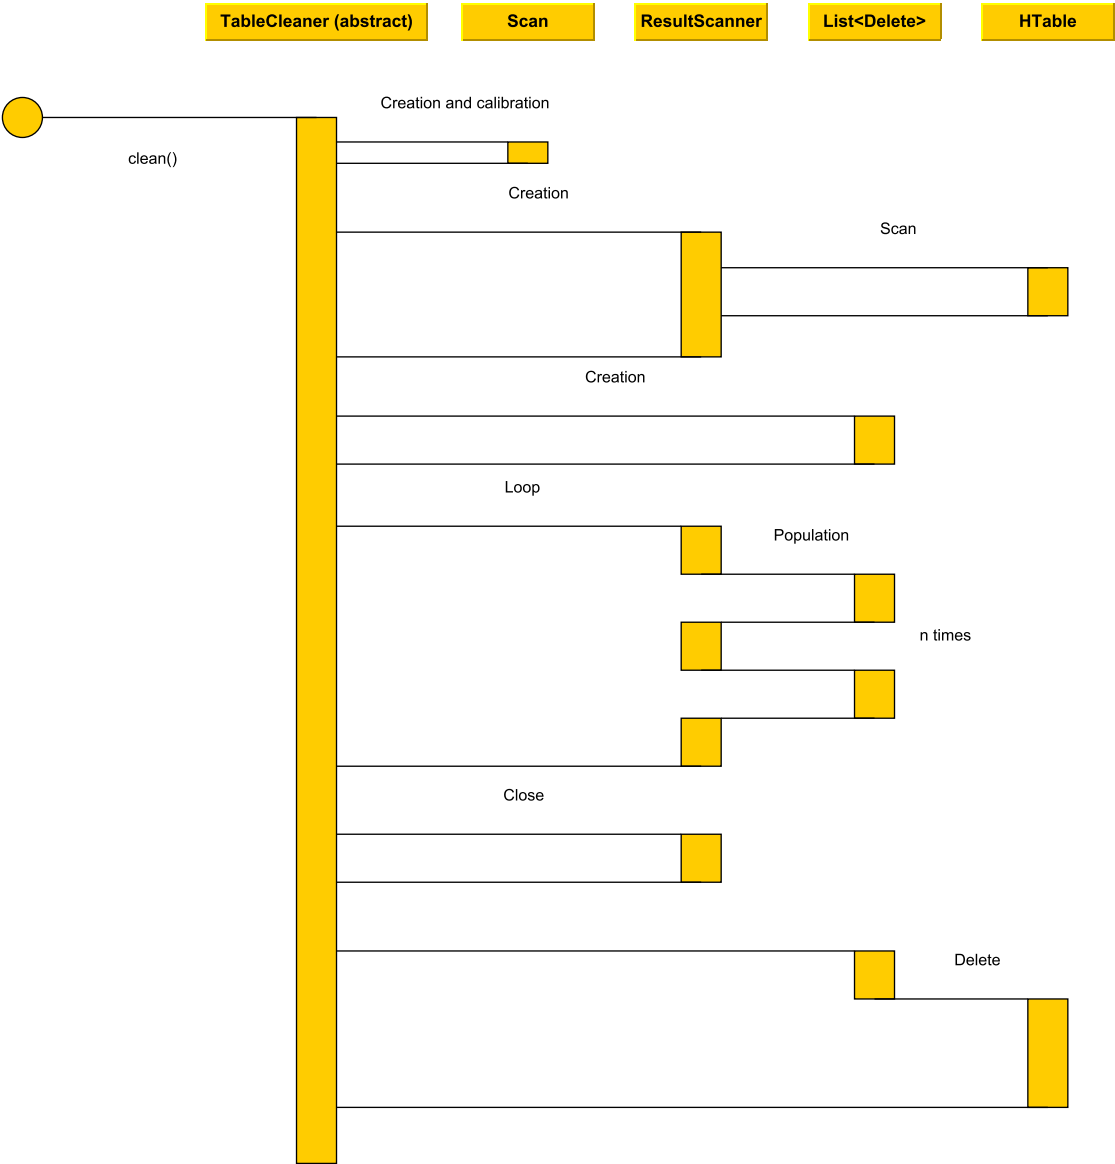 TableCleaner (abstract)
Scan
ResultScanner
List<Delete>
HTable
Creation and calibration
clean()
Creation
Scan
Creation
Loop
Population
n times
Close
Delete